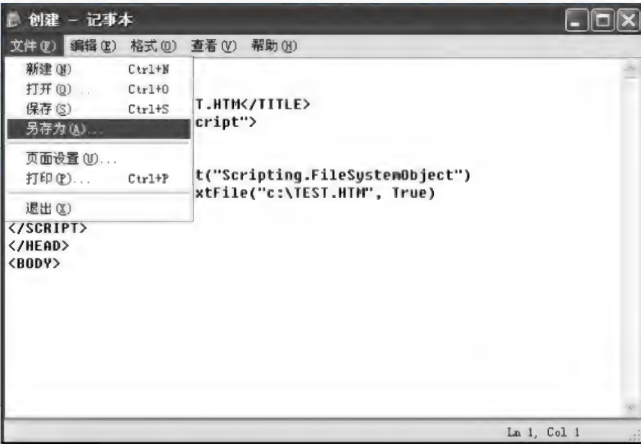 创建 - 记事本
文件(F) 编辑(E) 格式(O) 查看(V) 帮助(H)
新建(N) Ctrl+N
打开(O)... Ctrl+O
保存(S) Ctrl+S
另存为(A)...
页面设置(U)...
打印(P)... Ctrl+P
退出(X)
T.HTM</TITLE>
cript">
t("Scripting.FileSystemObject")
xtFile("c:\TEST.HTM", True)
</SCRIPT>
</HEAD>
<BODY>
Ln 1, Col 1